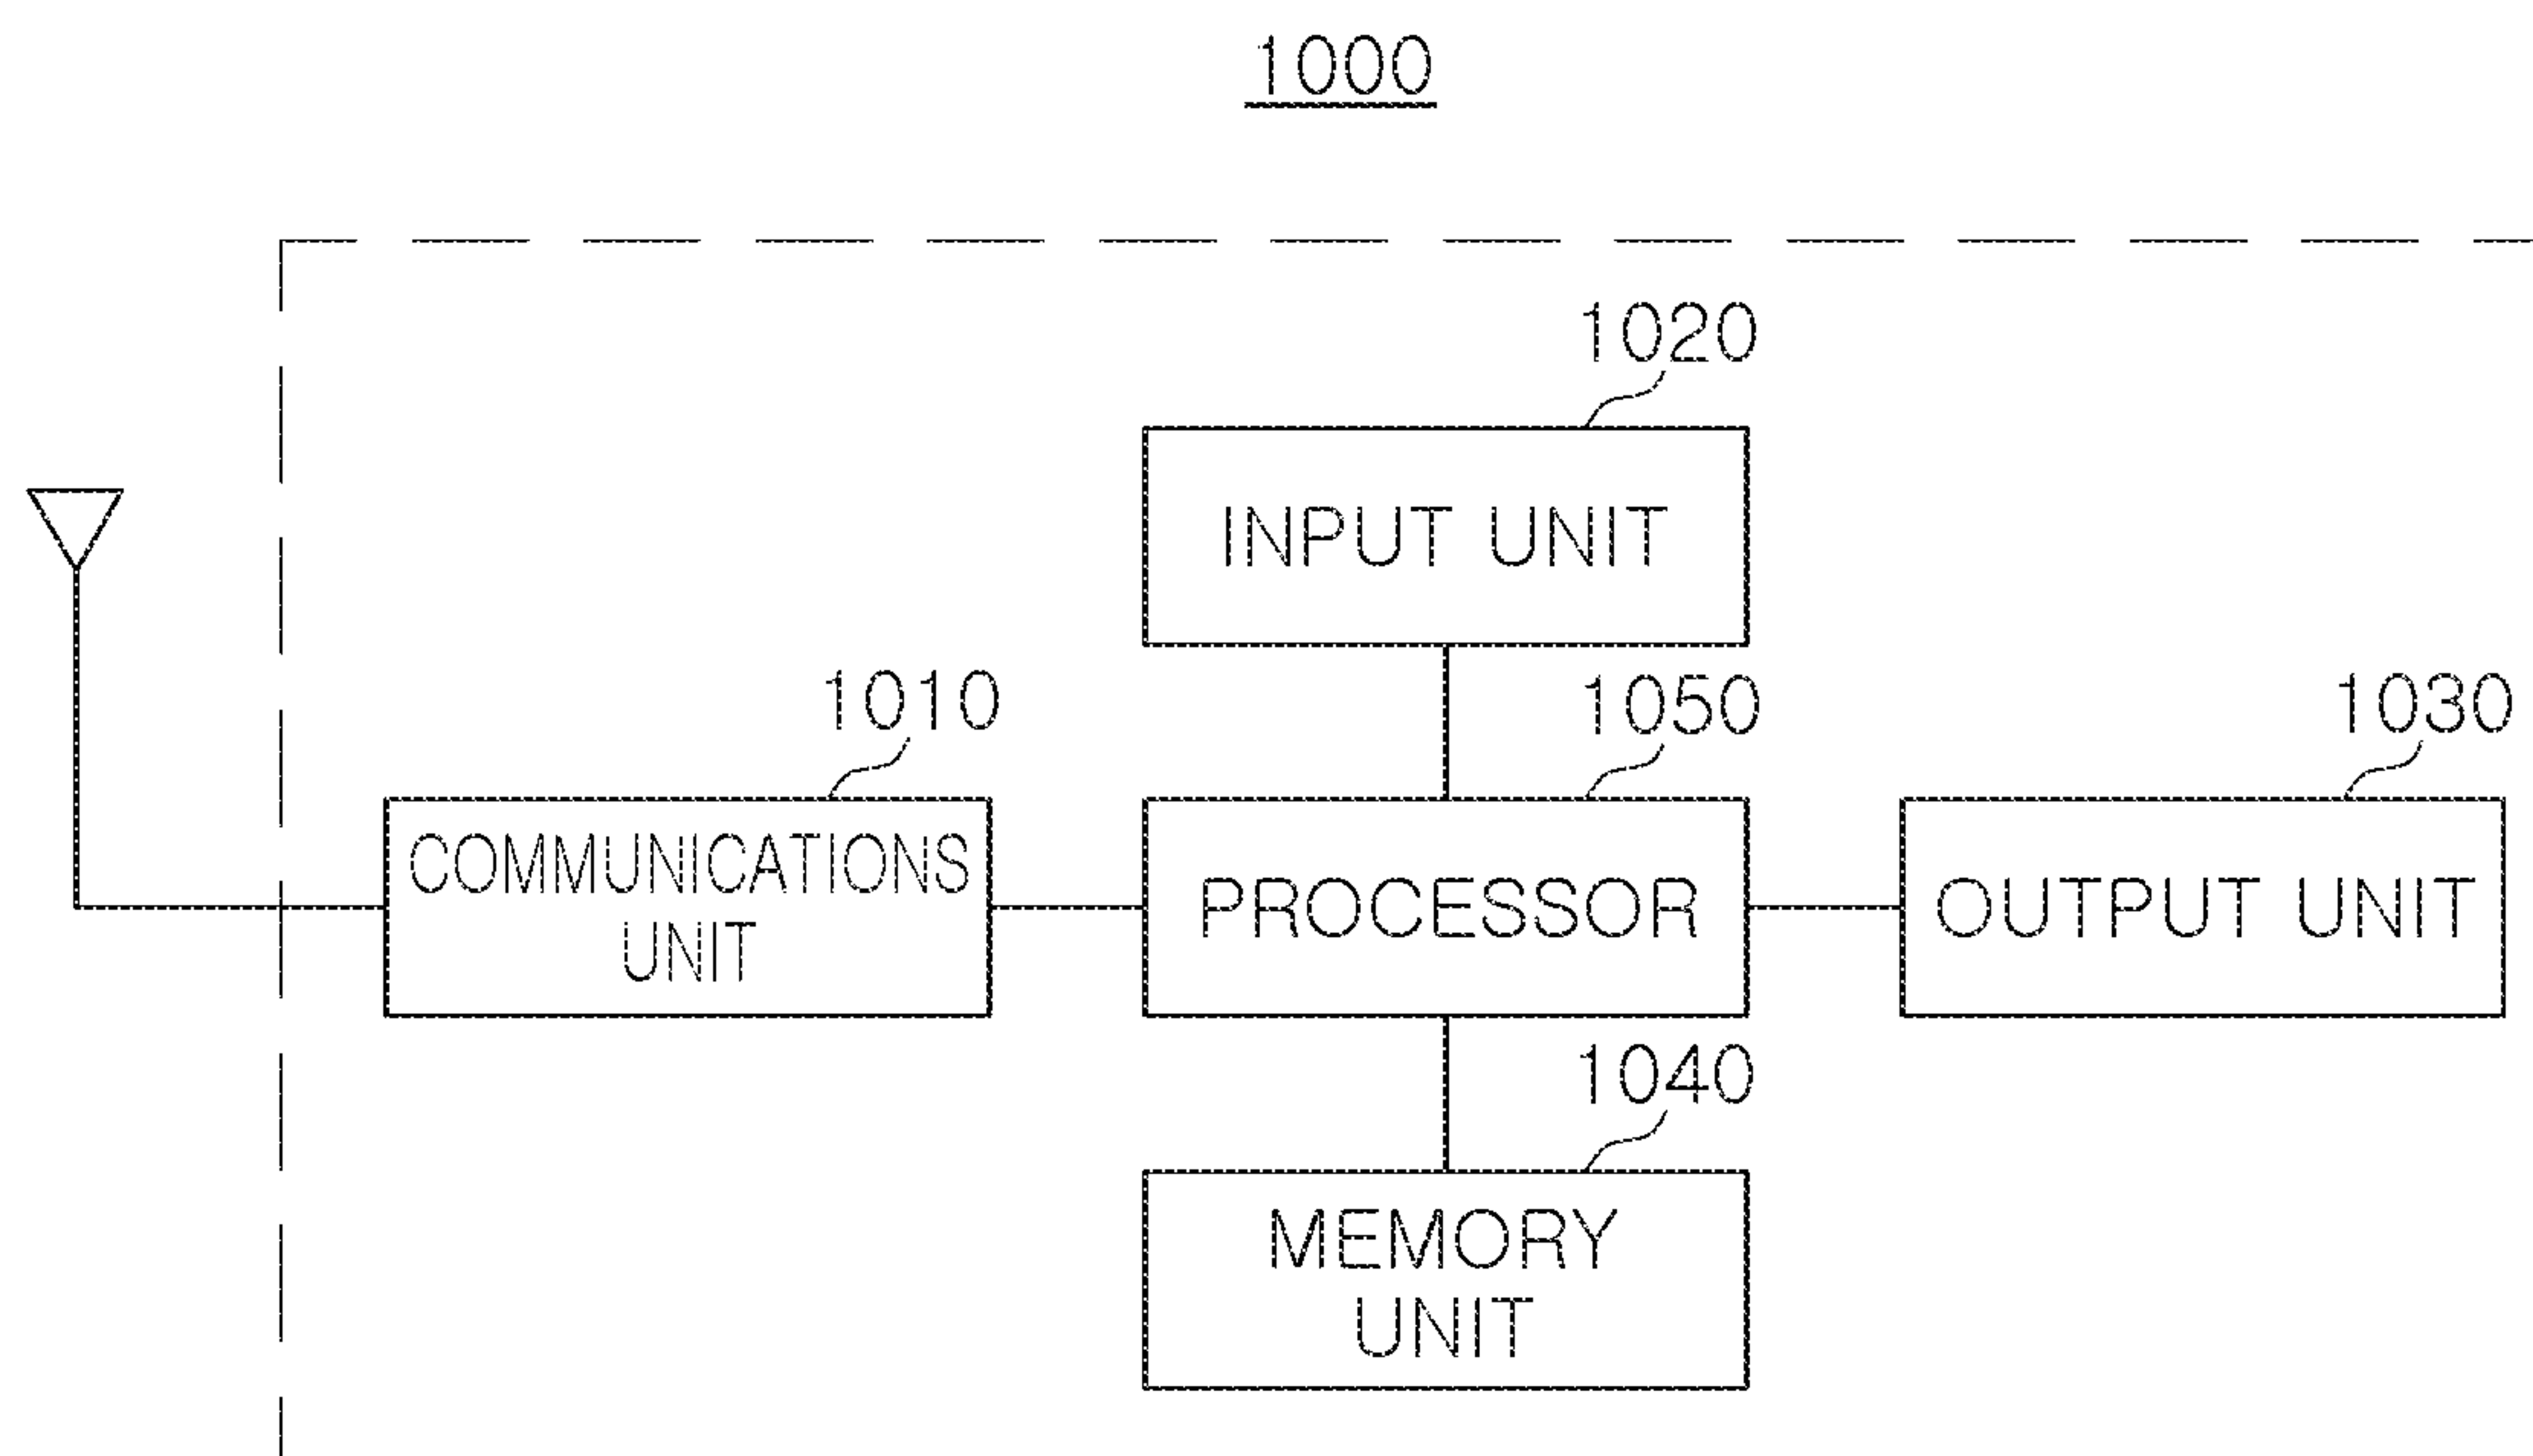 1000
1020
INPUT UNIT
1010
1050
1030
COMMUNICATIONS
UNIT
PROCESSOR
OUTPUT UNIT
1040
MEMORY
UNIT